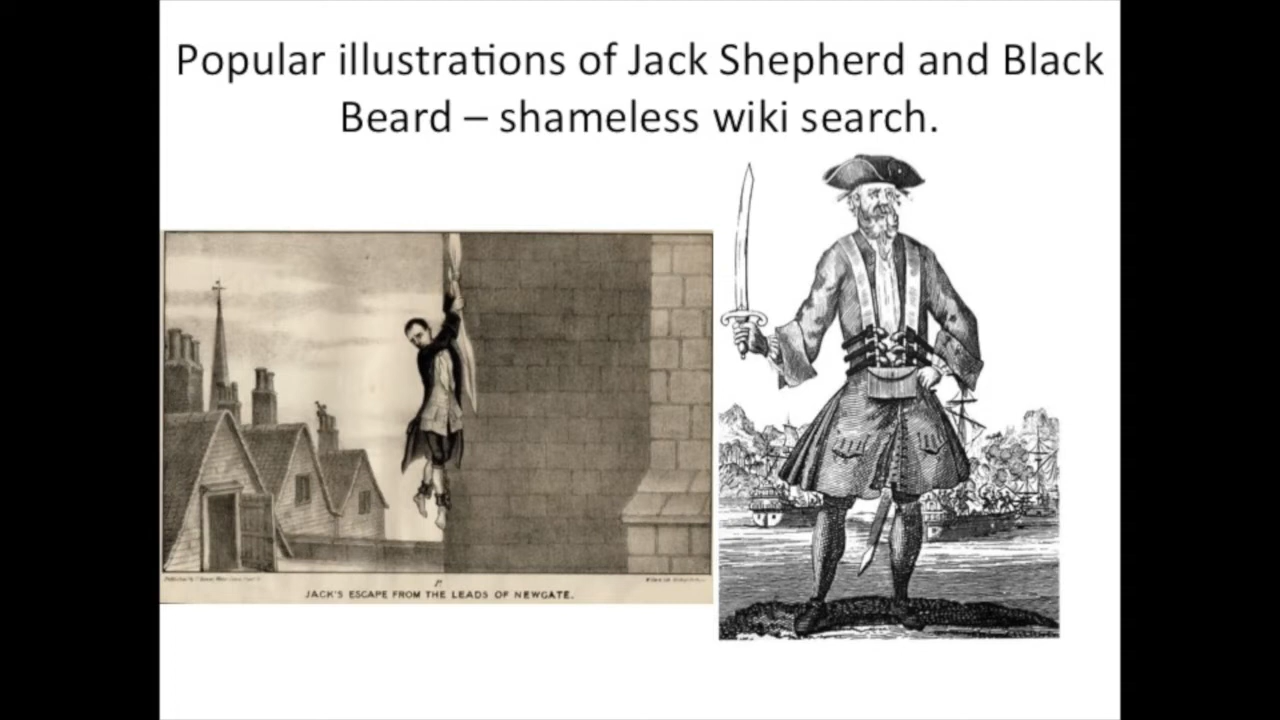 Popular illustrations of Jack Shepherd and Black
Beard – shameless wiki search.
JACK'S ESCAPE FROM THE LEADS OF NEWGATE.